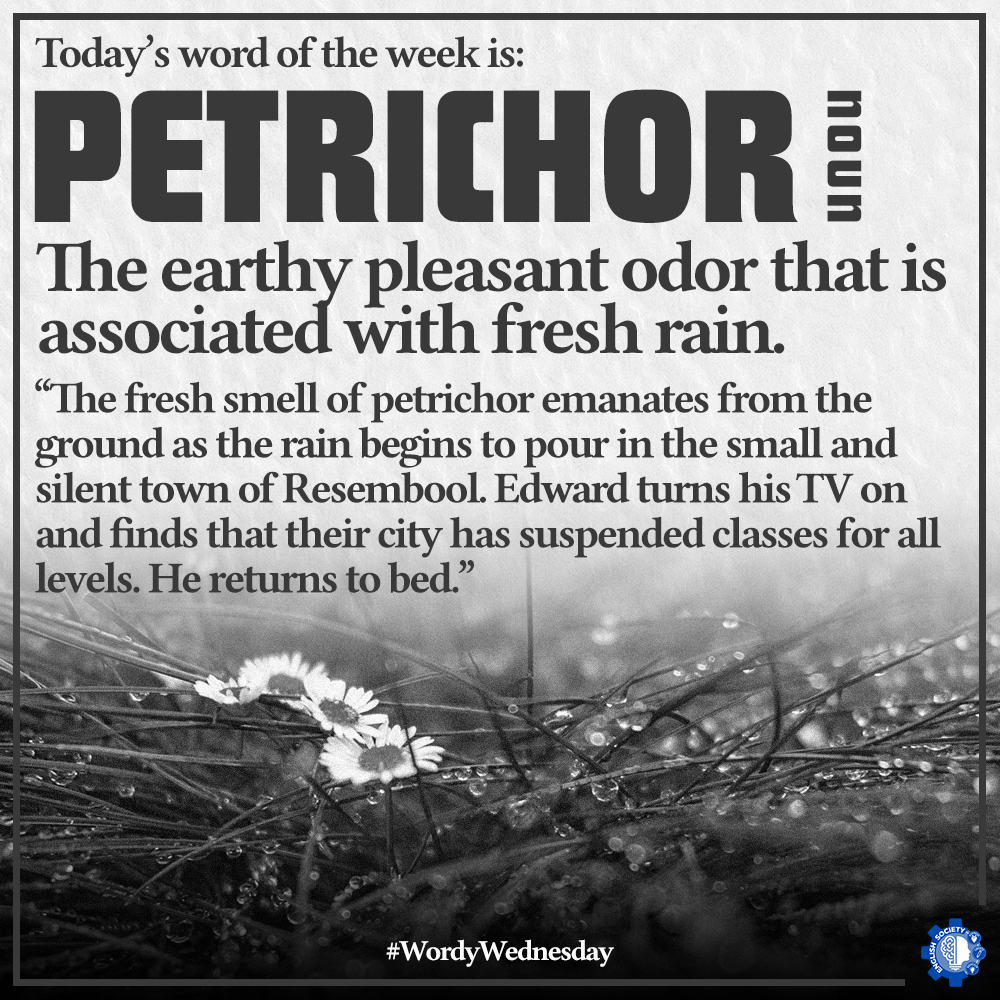 Today’s word of the week is:
PETRICHOR
noun
The earthy pleasant odor that is
associated with fresh rain.
“The fresh smell of petrichor emanates from the
ground as the rain begins to pour in the small and
silent town of Resembool. Edward turns his TV on
and finds that their city has suspended classes for all
levels. He returns to bed.”
#WordyWednesday
ENGLISH SOCIETY